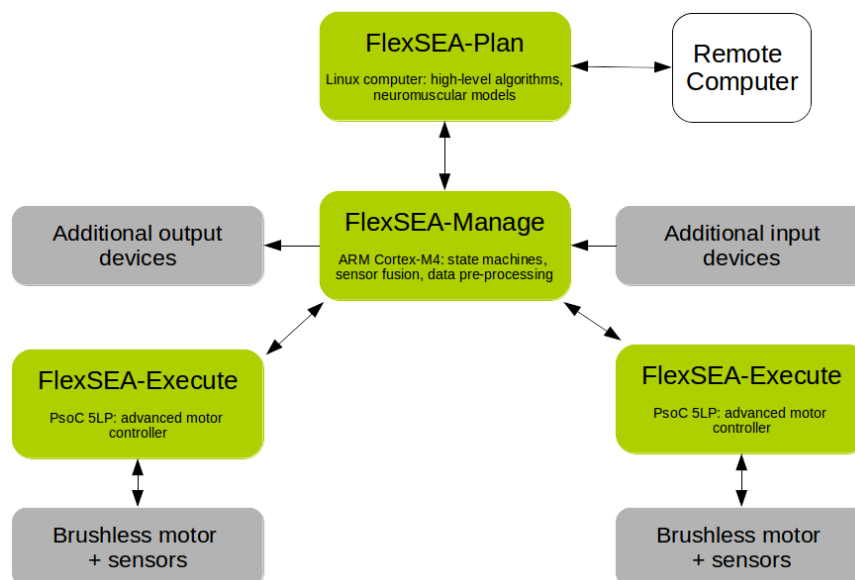 FlexSEA-Plan
Linux computer: high-level algorithms,
neuromuscular models
Remote
Computer
Additional output
devices
FlexSEA-Manage
ARM Cortex-M4: state machines,
sensor fusion, data pre-processing
Additional input
devices
FlexSEA-Execute
PsoC 5LP: advanced motor
controller
FlexSEA-Execute
PsoC 5LP: advanced motor
controller
Brushless motor
+ sensors
Brushless motor
+ sensors